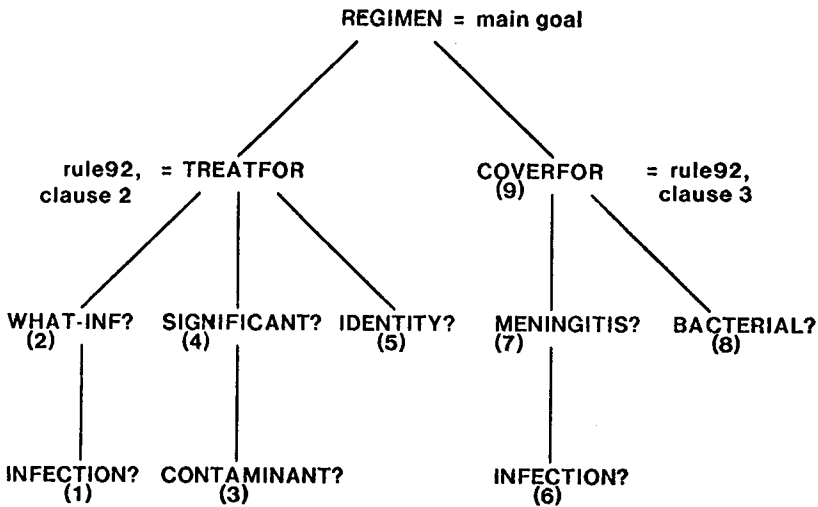 REGIMEN = main goal
rule92, = TREATFOR
clause 2
COVERFOR = rule92,
(9) clause 3
WHAT-INF? SIGNIFICANT? IDENTITY? MENINGITIS? BACTERIAL?
(2) (4) (5) (7) (8)
INFECTION? CONTAMINANT? INFECTION?
(1) (3) (6)